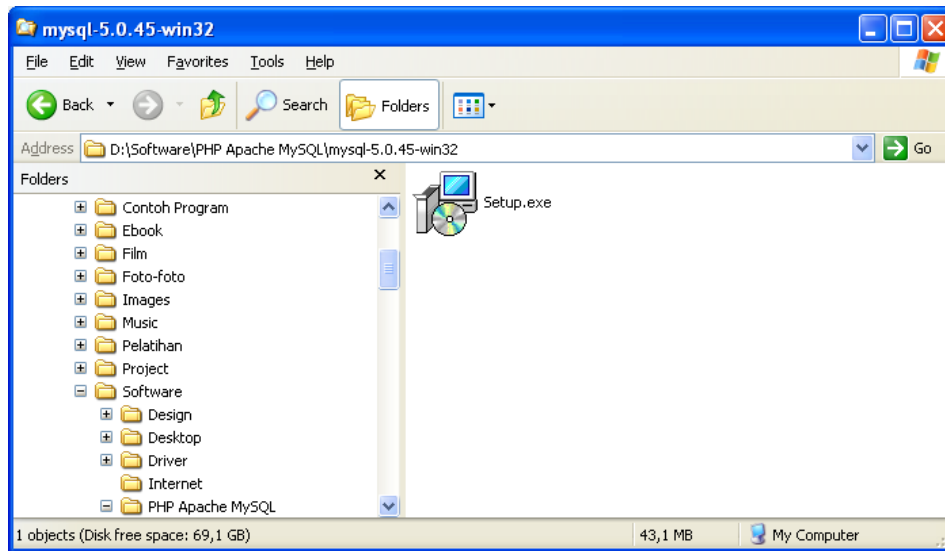 mysql-5.0.45-win32
File Edit View Favorites Tools Help
Back Search Folders
Address D:\Software\PHP Apache MySQL\mysql-5.0.45-win32 Go
Folders
Contoh Program
Ebook
Film
Foto-foto
Images
Music
Pelatihan
Project
Software
Design
Desktop
Driver
Internet
PHP Apache MySQL
Setup.exe
1 objects (Disk free space: 69,1 GB) 43,1 MB My Computer